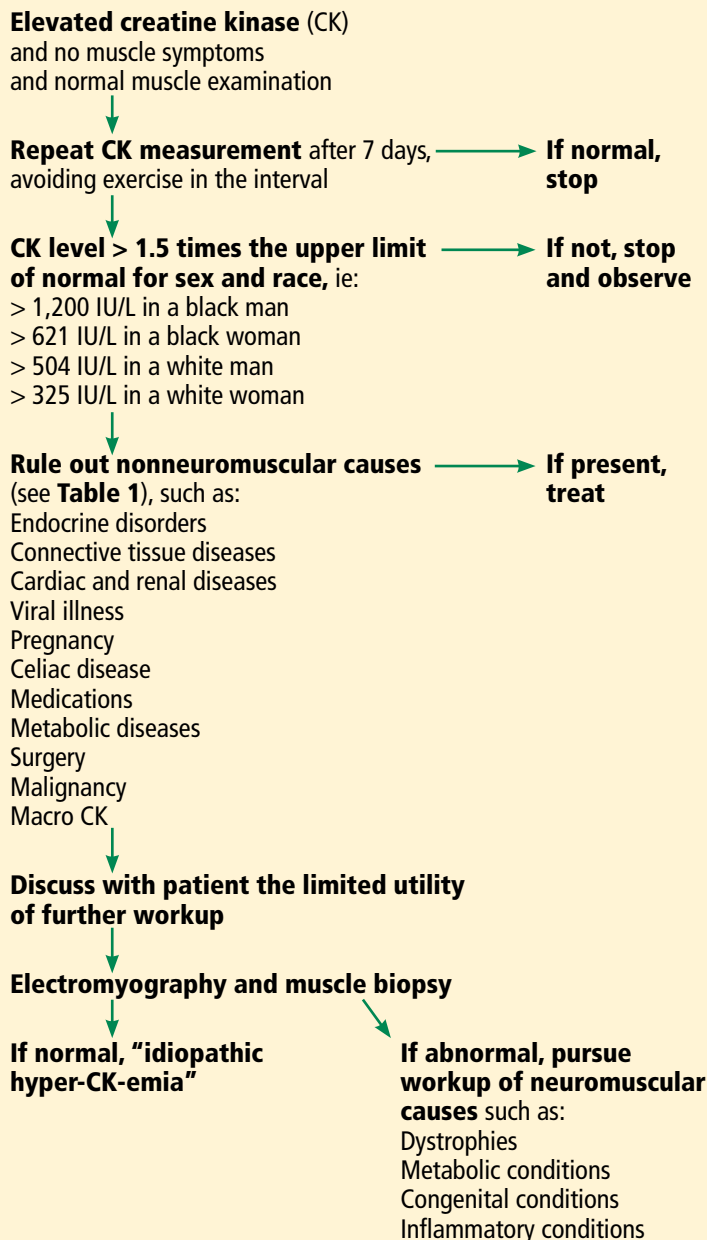 Elevated creatine kinase (CK)
and no muscle symptoms
and normal muscle examination
Repeat CK measurement after 7 days,
avoiding exercise in the interval
If normal,
stop
CK level > 1.5 times the upper limit
of normal for sex and race, ie:
> 1,200 IU/L in a black man
> 621 IU/L in a black woman
> 504 IU/L in a white man
> 325 IU/L in a white woman
If not, stop
and observe
Rule out nonneuromuscular causes
(see Table 1), such as:
Endocrine disorders
Connective tissue diseases
Cardiac and renal diseases
Viral illness
Pregnancy
Celiac disease
Medications
Metabolic diseases
Surgery
Malignancy
Macro CK
If present,
treat
Discuss with patient the limited utility
of further workup
Electromyography and muscle biopsy
If normal, “idiopathic
hyper-CK-emia”
If abnormal, pursue
workup of neuromuscular
causes such as:
Dystrophies
Metabolic conditions
Congenital conditions
Inflammatory conditions